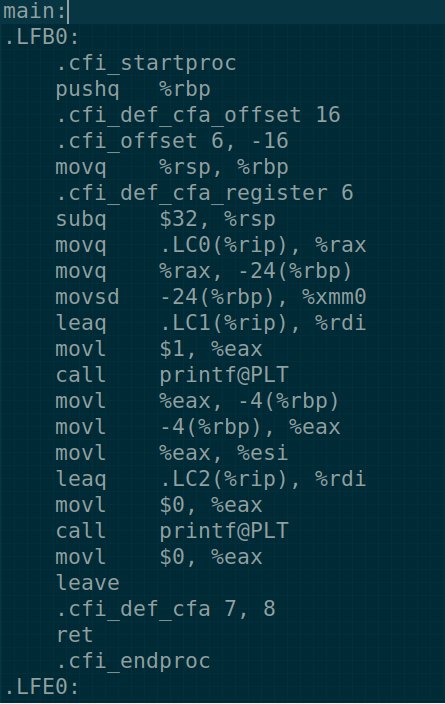 main:
.LFB0:
    .cfi_startproc
    pushq   %rbp
    .cfi_def_cfa_offset 16
    .cfi_offset 6, -16
    movq    %rsp, %rbp
    .cfi_def_cfa_register 6
    subq    $32, %rsp
    movq    .LC0(%rip), %rax
    movq    %rax, -24(%rbp)
    movsd   -24(%rbp), %xmm0
    leaq    .LC1(%rip), %rdi
    movl    $1, %eax
    call    printf@PLT
    movl    %eax, -4(%rbp)
    movl    -4(%rbp), %eax
    movl    %eax, %esi
    leaq    .LC2(%rip), %rdi
    movl    $0, %eax
    call    printf@PLT
    movl    $0, %eax
    leave
    .cfi_def_cfa 7, 8
    ret
    .cfi_endproc
.LFE0: